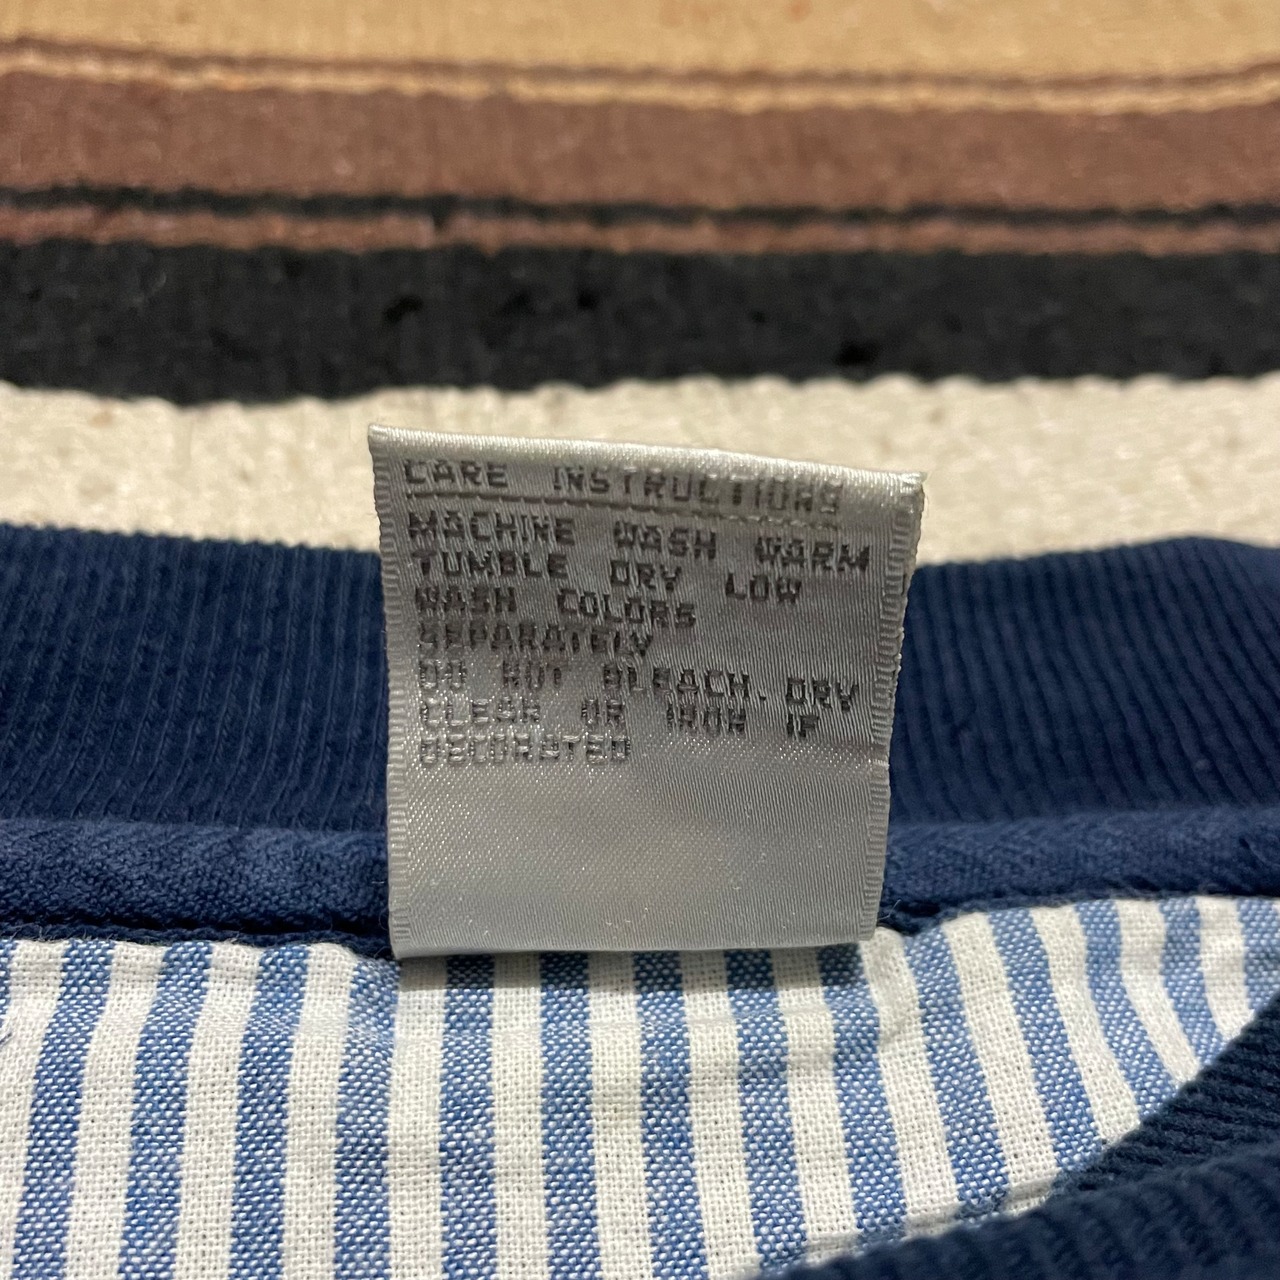 CARE INSTRUCTIONS
MACHINE WASH WARM
TUMBLE DRY LOW
WASH COLORS
SEPARATELY
DO NOT BLEACH. DRY
CLEAN OR IRON IF
DECORATED